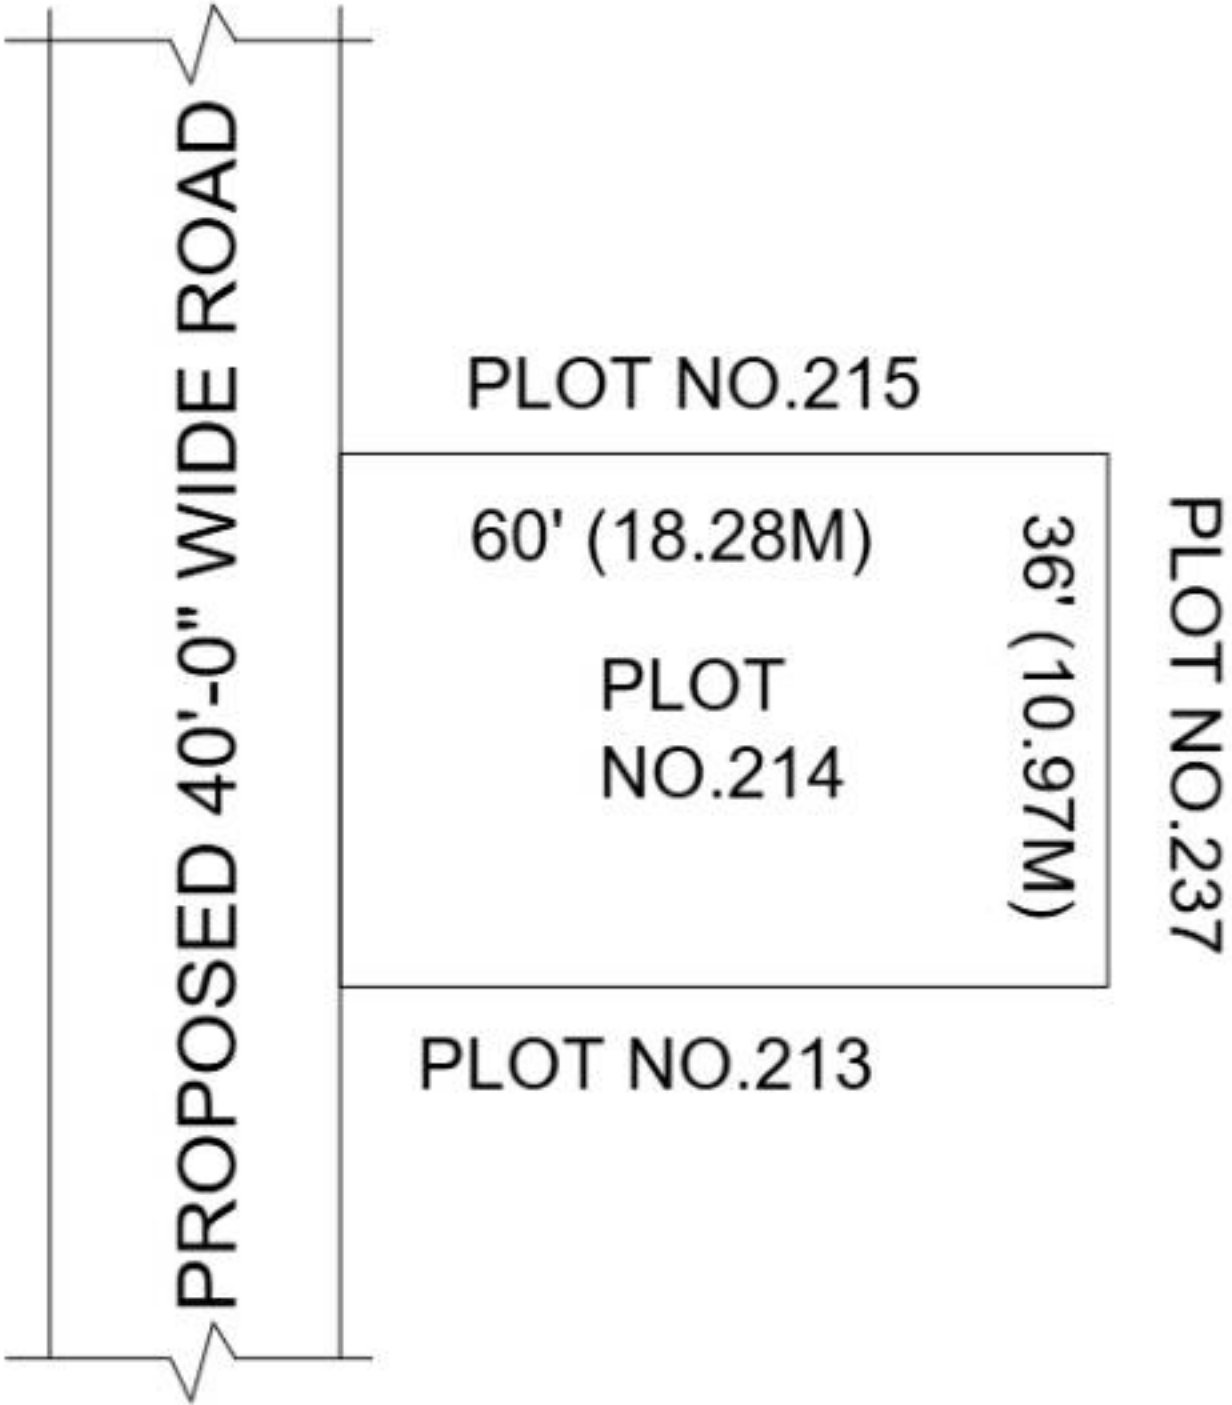 PROPOSED 40'-0" WIDE ROAD
PLOT NO.215
60' (18.28M)
36' (10.97M)
PLOT
NO.214
PLOT NO.237
PLOT NO.213